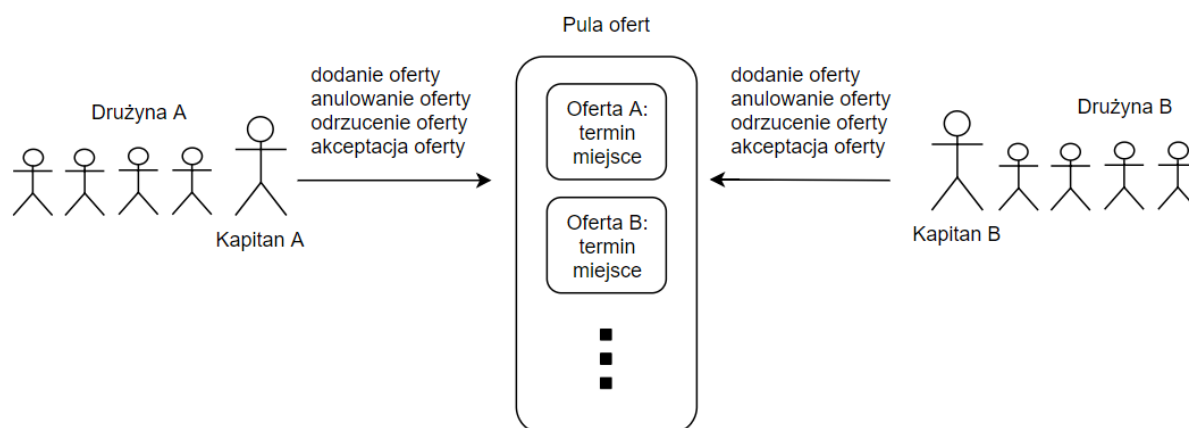 Pula ofert
dodanie oferty
anulowanie oferty
odrzucenie oferty
akceptacja oferty
Drużyna A
Kapitan A
Oferta A:
termin
miejsce
Oferta B:
termin
miejsce
dodanie oferty
anulowanie oferty
odrzucenie oferty
akceptacja oferty
Drużyna B
Kapitan B